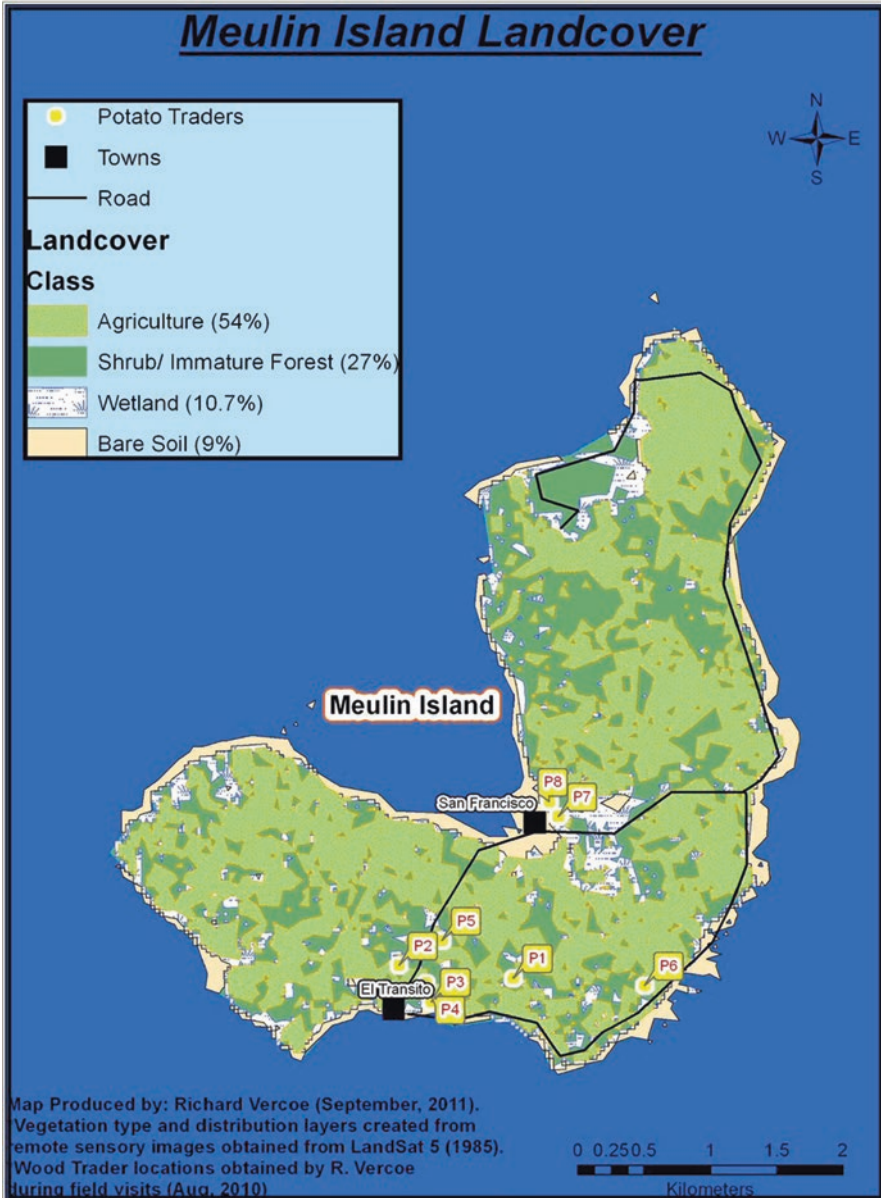 Meulin Island Landcover
Potato Traders
Towns
Road
Landcover
Class
Agriculture (54%)
Shrub/ Immature Forest (27%)
Wetland (10.7%)
Bare Soil (9%)
N
W E
S
Meulin Island
San Francisco
P8
P7
P5
P2
P1
P6
P3
El Transito
P4
Map Produced by: Richard Vercoe (September, 2011).
*Vegetation type and distribution layers created from
remote sensory images obtained from LandSat 5 (1985).
*Wood Trader locations obtained by R. Vercoe
during field visits (Aug, 2010)
0 0.25 0.5 1 1.5 2
Kilometers